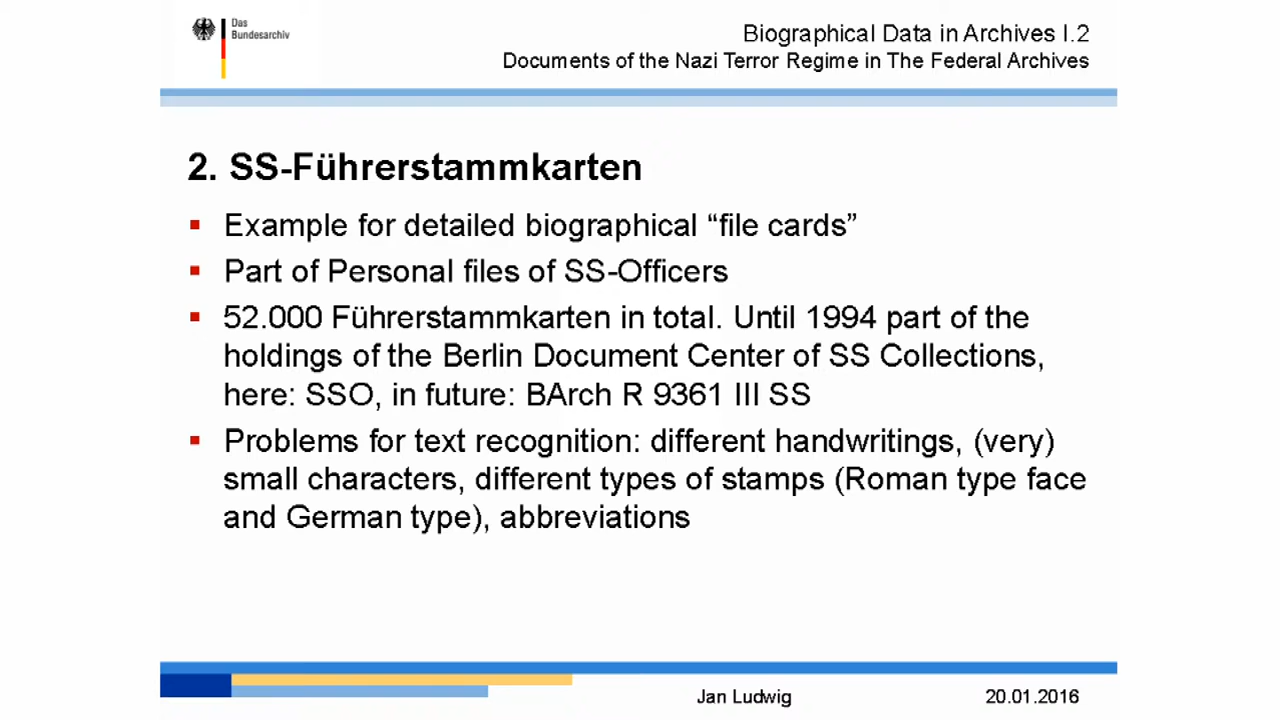 Das
Bundesarchiv
Biographical Data in Archives I.2
Documents of the Nazi Terror Regime in The Federal Archives
2. SS-Führerstammkarten
Example for detailed biographical “file cards”
Part of Personal files of SS-Officers
52.000 Führerstammkarten in total. Until 1994 part of the
holdings of the Berlin Document Center of SS Collections,
here: SSO, in future: BArch R 9361 III SS
Problems for text recognition: different handwritings, (very)
small characters, different types of stamps (Roman type face
and German type), abbreviations
Jan Ludwig
20.01.2016